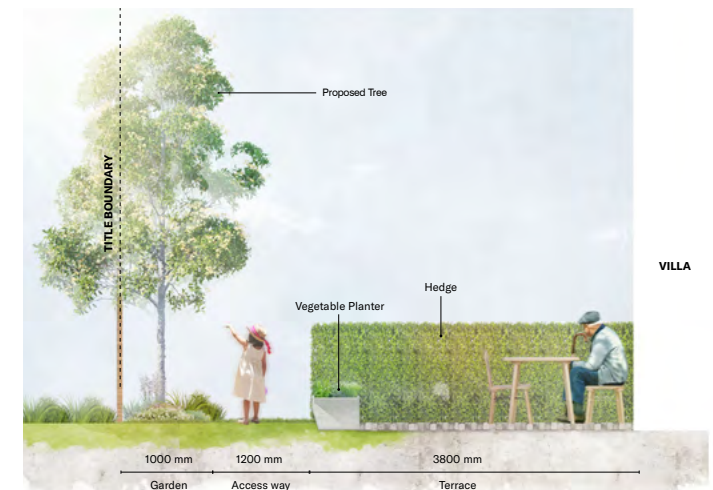 Proposed Tree
TITLE BOUNDARY
VILLA
Hedge
Vegetable Planter
1000 mm
1200 mm
3800 mm
Garden
Access way
Terrace